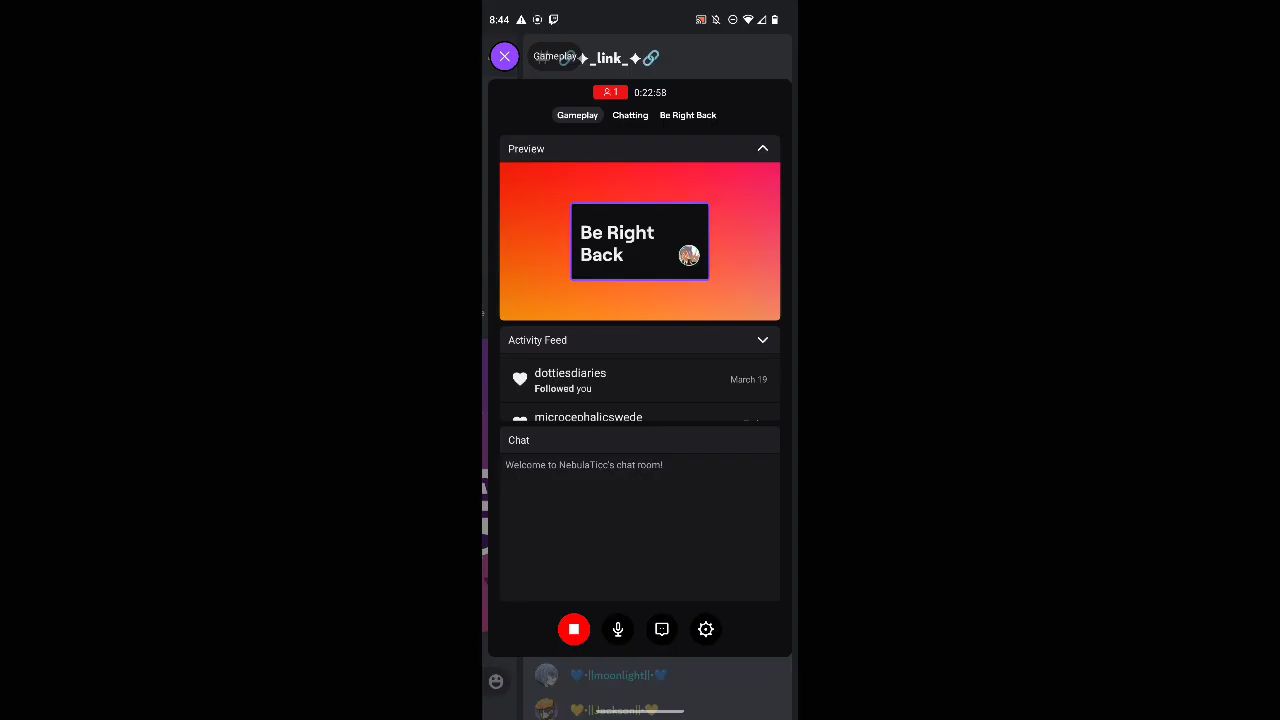 8:44
Gameplay
✦_link_✦
1 0:22:58
Gameplay Chatting Be Right Back
Preview
Be Right
Back
Activity Feed
dottiesdiaries
Followed you
March 19
microcephalicswede
Chat
Welcome to NebulaTicc's chat room!
💙•||moonlight||•💙
💛•||Jackson||•💛